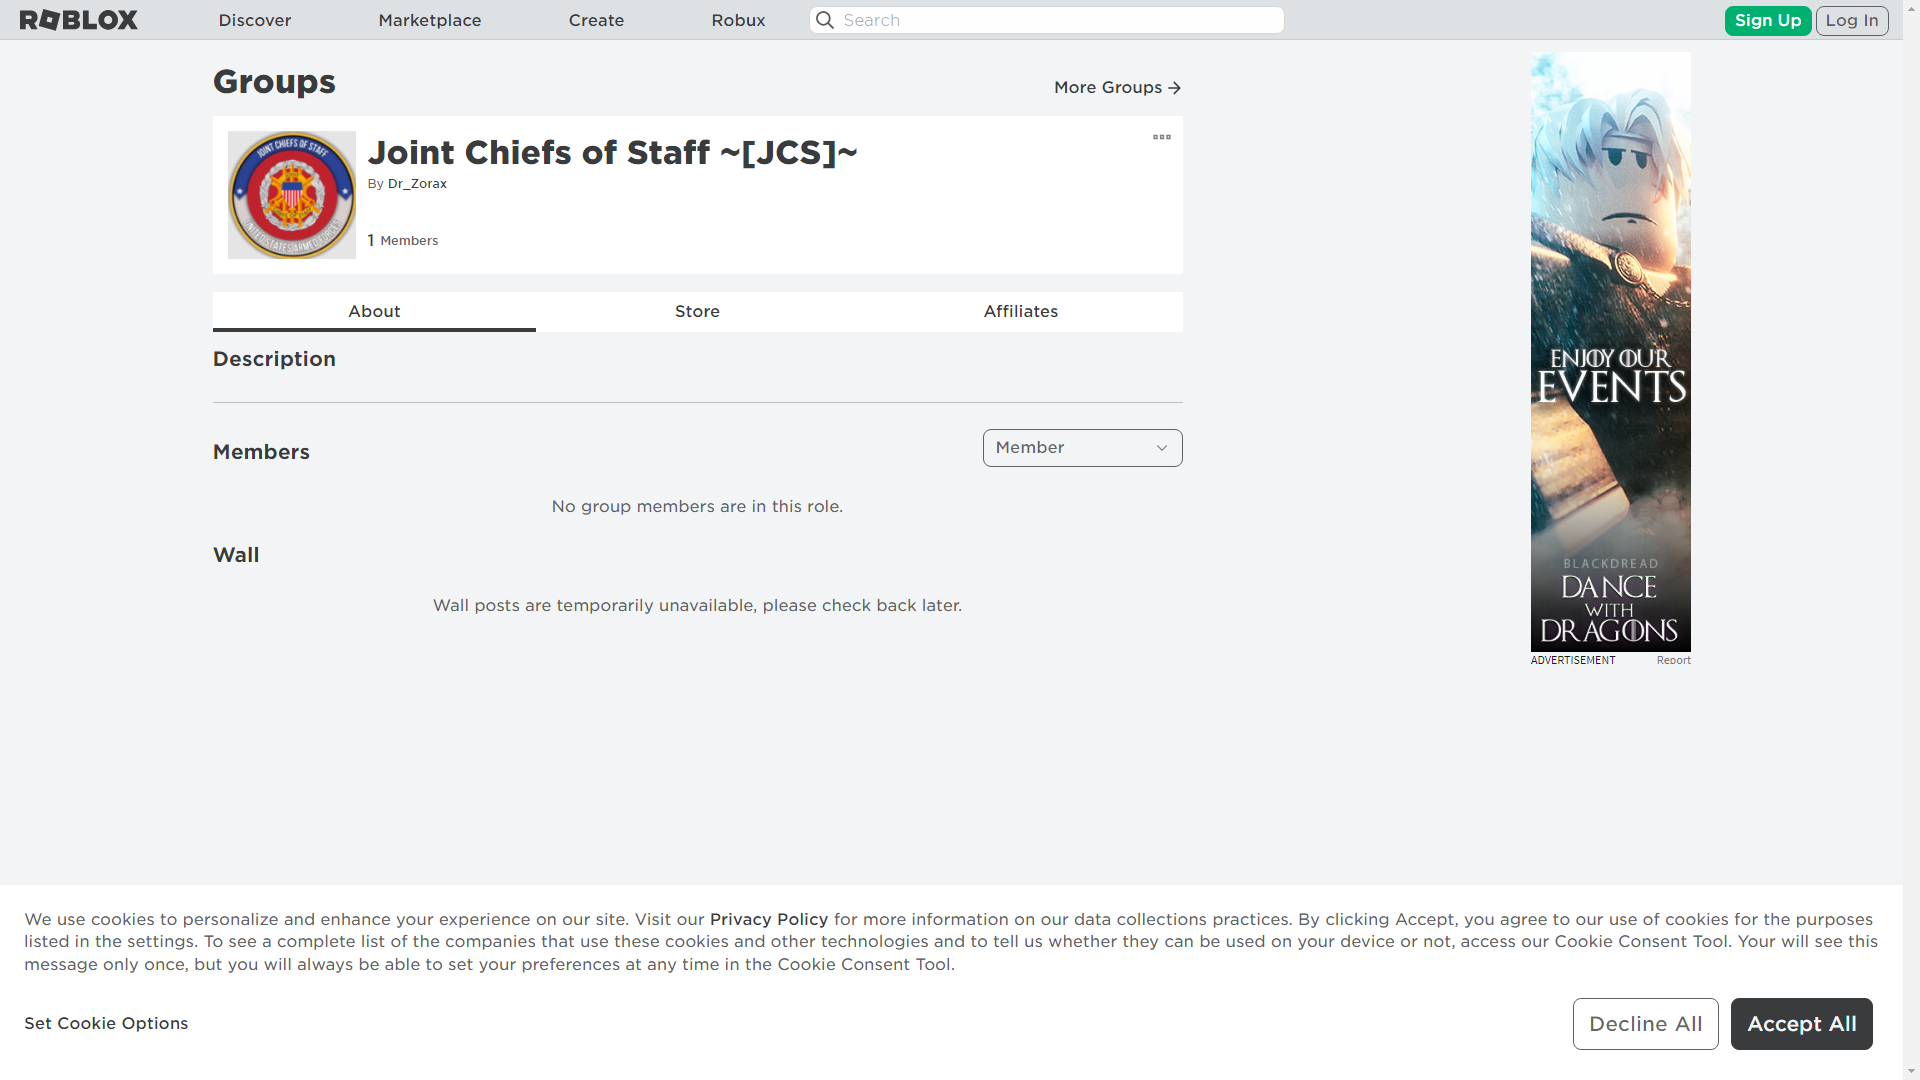 ROBLOX
Discover
Marketplace
Create
Robux
Search
Sign Up
Log In
Groups
More Groups
JOINT CHIEFS OF STAFF
UNITED STATES ARMED FORCES
Joint Chiefs of Staff ~[JCS]~
By Dr_Zorax
1 Members
About
Store
Affiliates
Description
Members
Member
No group members are in this role.
Wall
Wall posts are temporarily unavailable, please check back later.
ENJOY OUR
EVENTS
BLACKDREAD
DANCE
WITH
DRAGONS
ADVERTISEMENT
Report
We use cookies to personalize and enhance your experience on our site. Visit our Privacy Policy for more information on our data collections practices. By clicking Accept, you agree to our use of cookies for the purposes
listed in the settings. To see a complete list of the companies that use these cookies and other technologies and to tell us whether they can be used on your device or not, access our Cookie Consent Tool. Your will see this
message only once, but you will always be able to set your preferences at any time in the Cookie Consent Tool.
Set Cookie Options
Decline All
Accept All